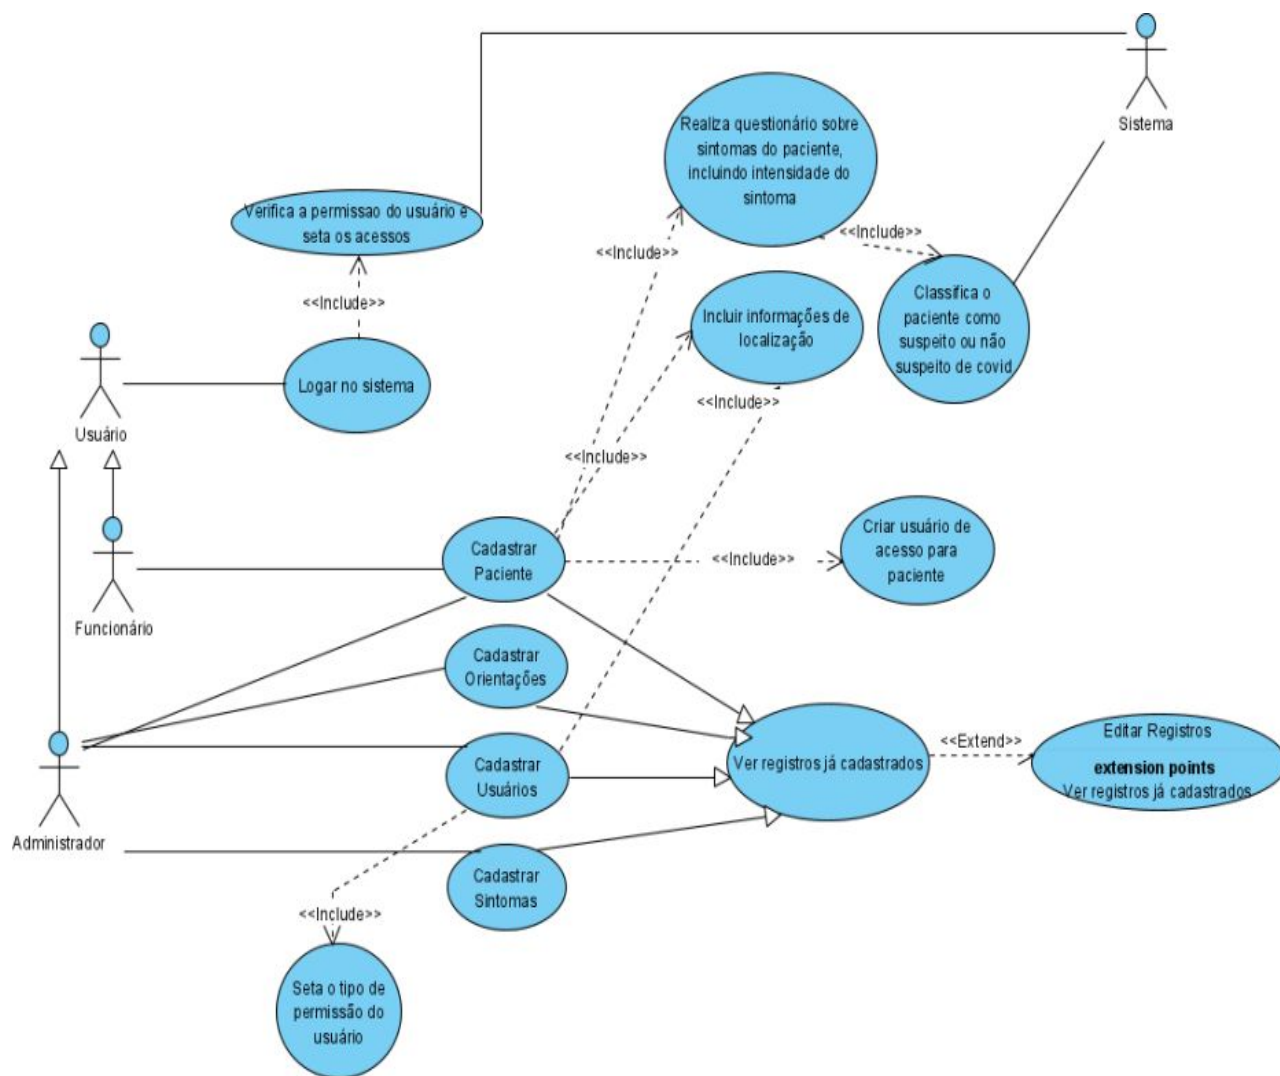 Sistema
Realiza questionário sobre
sintomas do paciente,
incluindo intensidade do
sintoma
Verifica a permissao do usuário e
seta os acessos
<<Include>>
<<Include>>
<<Include>>
Classifica o
paciente como
suspeito ou não
suspeito de covid
Incluir informações de
localização
Logar no sistema
<<Include>>
Usuário
<<Include>>
Criar usuário de
acesso para
paciente
Cadastrar
Paciente
<<Include>>
Funcionário
Cadastrar
Orientações
Editar Registros
<<Extend>>
extension points
Ver registros já cadastrados
Ver registros já cadastrados
Cadastrar
Usuários
Administrador
Cadastrar
Sintomas
<<Include>>
Seta o tipo de
permissão do
usuário